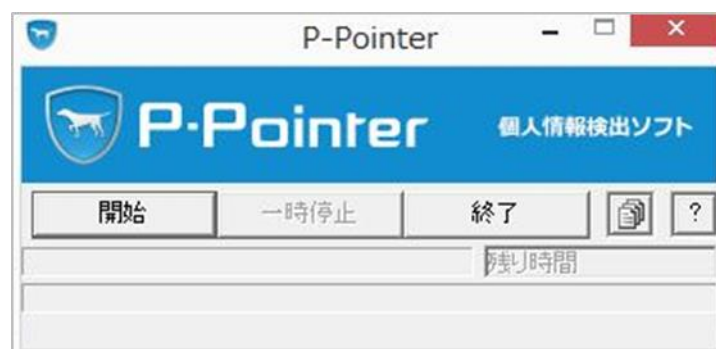 P-Pointer
P-Pointer 個人情報検出ソフト
開始 一時停止 終了 ?
残り時間